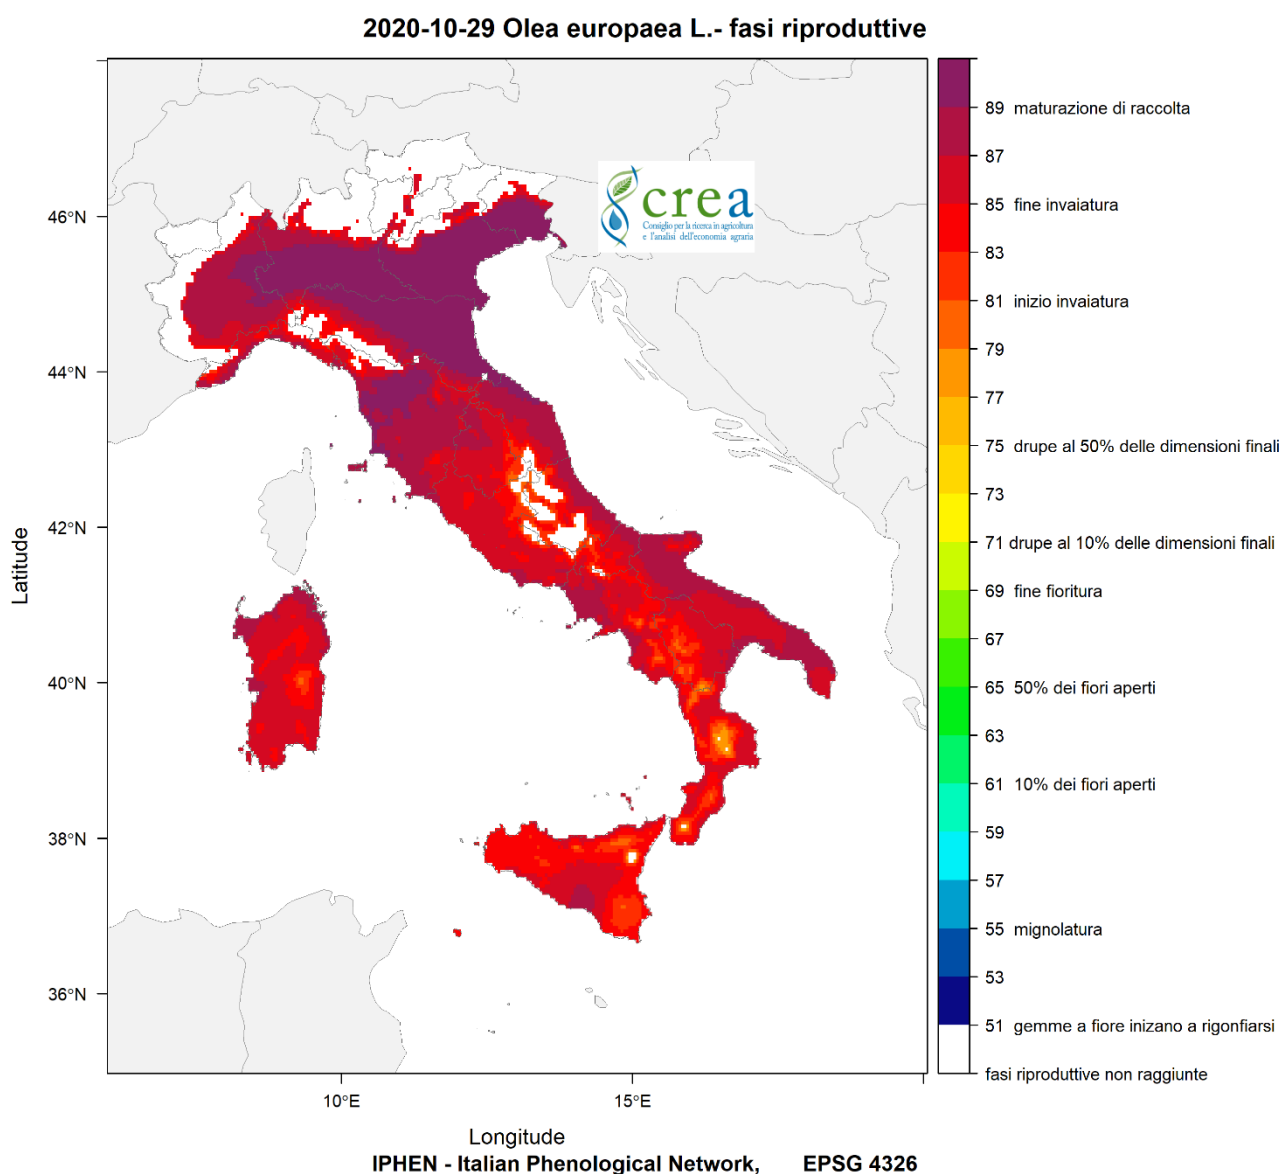 2020-10-29 Olea europaea L.- fasi riproduttive
89 maturazione di raccolta
87
85 fine invaiatura
83
81 inizio invaiatura
79
77
75 drupe al 50% delle dimensioni finali
73
71 drupe al 10% delle dimensioni finali
69 fine fioritura
67
65 50% dei fiori aperti
63
61 10% dei fiori aperti
59
57
55 mignolatura
53
51 gemme a fiore inizano a rigonfiarsi
fasi riproduttive non raggiunte
crea
Consiglio per la ricerca in agricoltura
e l'analisi dell'economia agraria
46°N
44°N
42°N
40°N
38°N
36°N
Latitude
10°E
15°E
Longitude
IPHEN - Italian Phenological Network, EPSG 4326